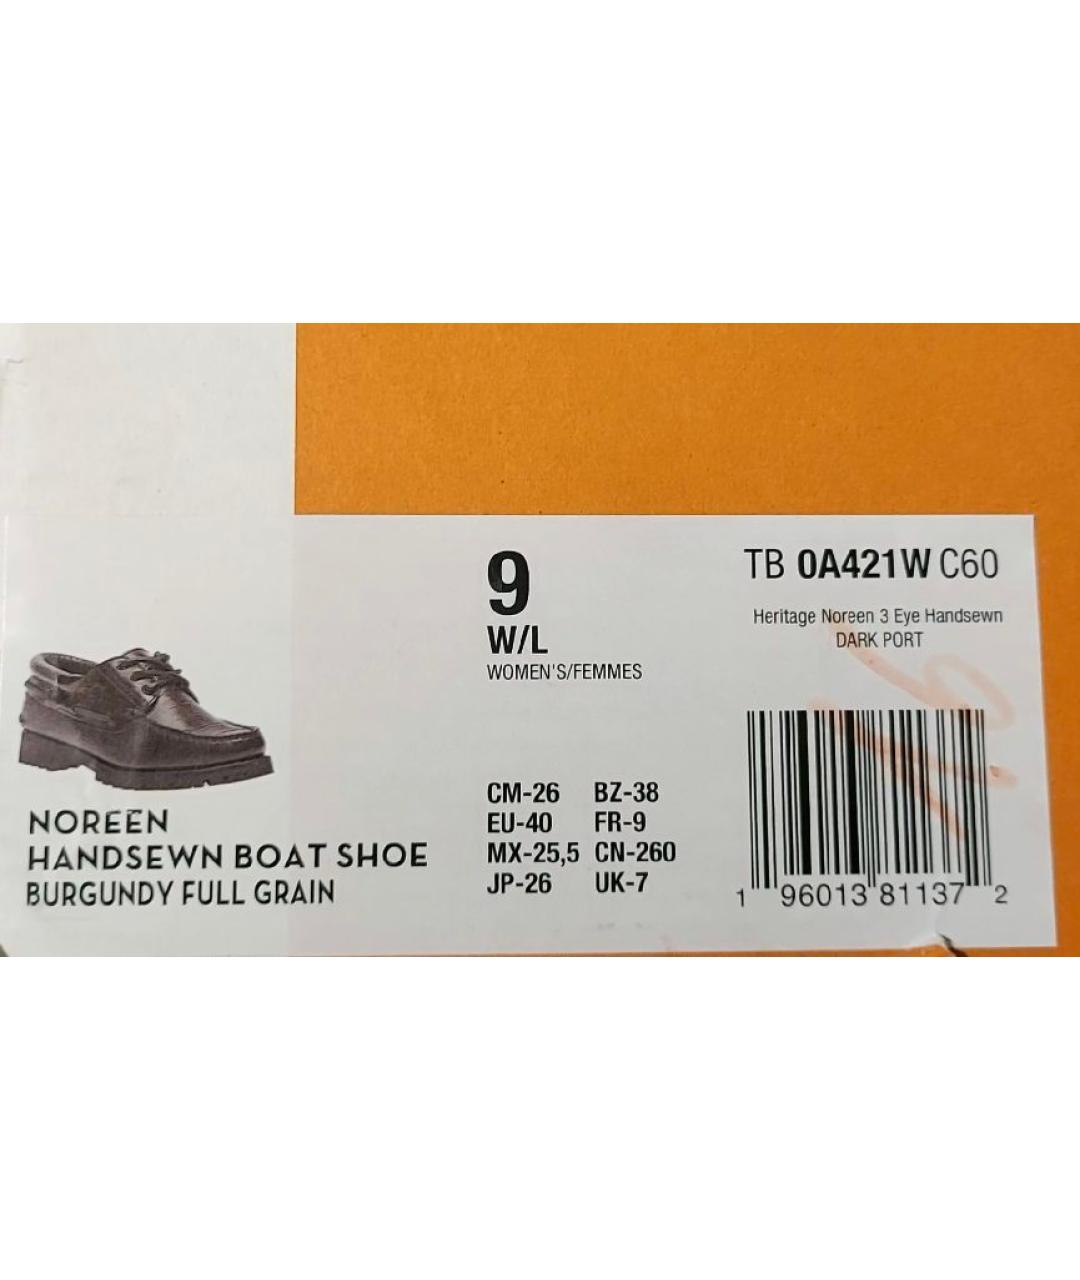 9
W/L
WOMEN'S/FEMMES
TB 0A421W C60
Heritage Noreen 3 Eye Handsewn
DARK PORT
CM-26 BZ-38
EU-40 FR-9
MX-25,5 CN-260
JP-26 UK-7
1 96013 81137 2
NOREEN
HANDSEWN BOAT SHOE
BURGUNDY FULL GRAIN